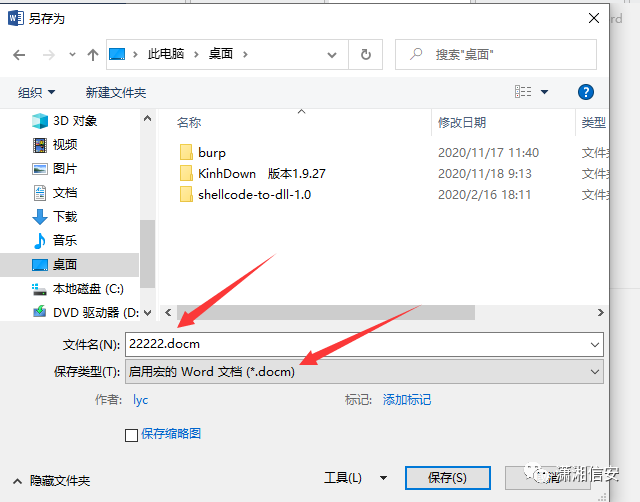 另存为
rd
此电脑 桌面
搜索"桌面"
组织 新建文件夹
名称 修改日期 类型
3D 对象
视频
图片
文档
下载
音乐
桌面
本地磁盘 (C:)
DVD 驱动器 (D:
burp 2020/11/17 11:40 文件夹
KinhDown 版本1.9.27 2020/11/18 9:13 文件夹
shellcode-to-dll-1.0 2020/2/16 18:11 文件夹
文件名(N): 22222.docm
保存类型(T): 启用宏的 Word 文档 (*.docm)
作者: lyc 标记: 添加标记
保存缩略图
隐藏文件夹 工具(L) 保存(S)
潇湘信安